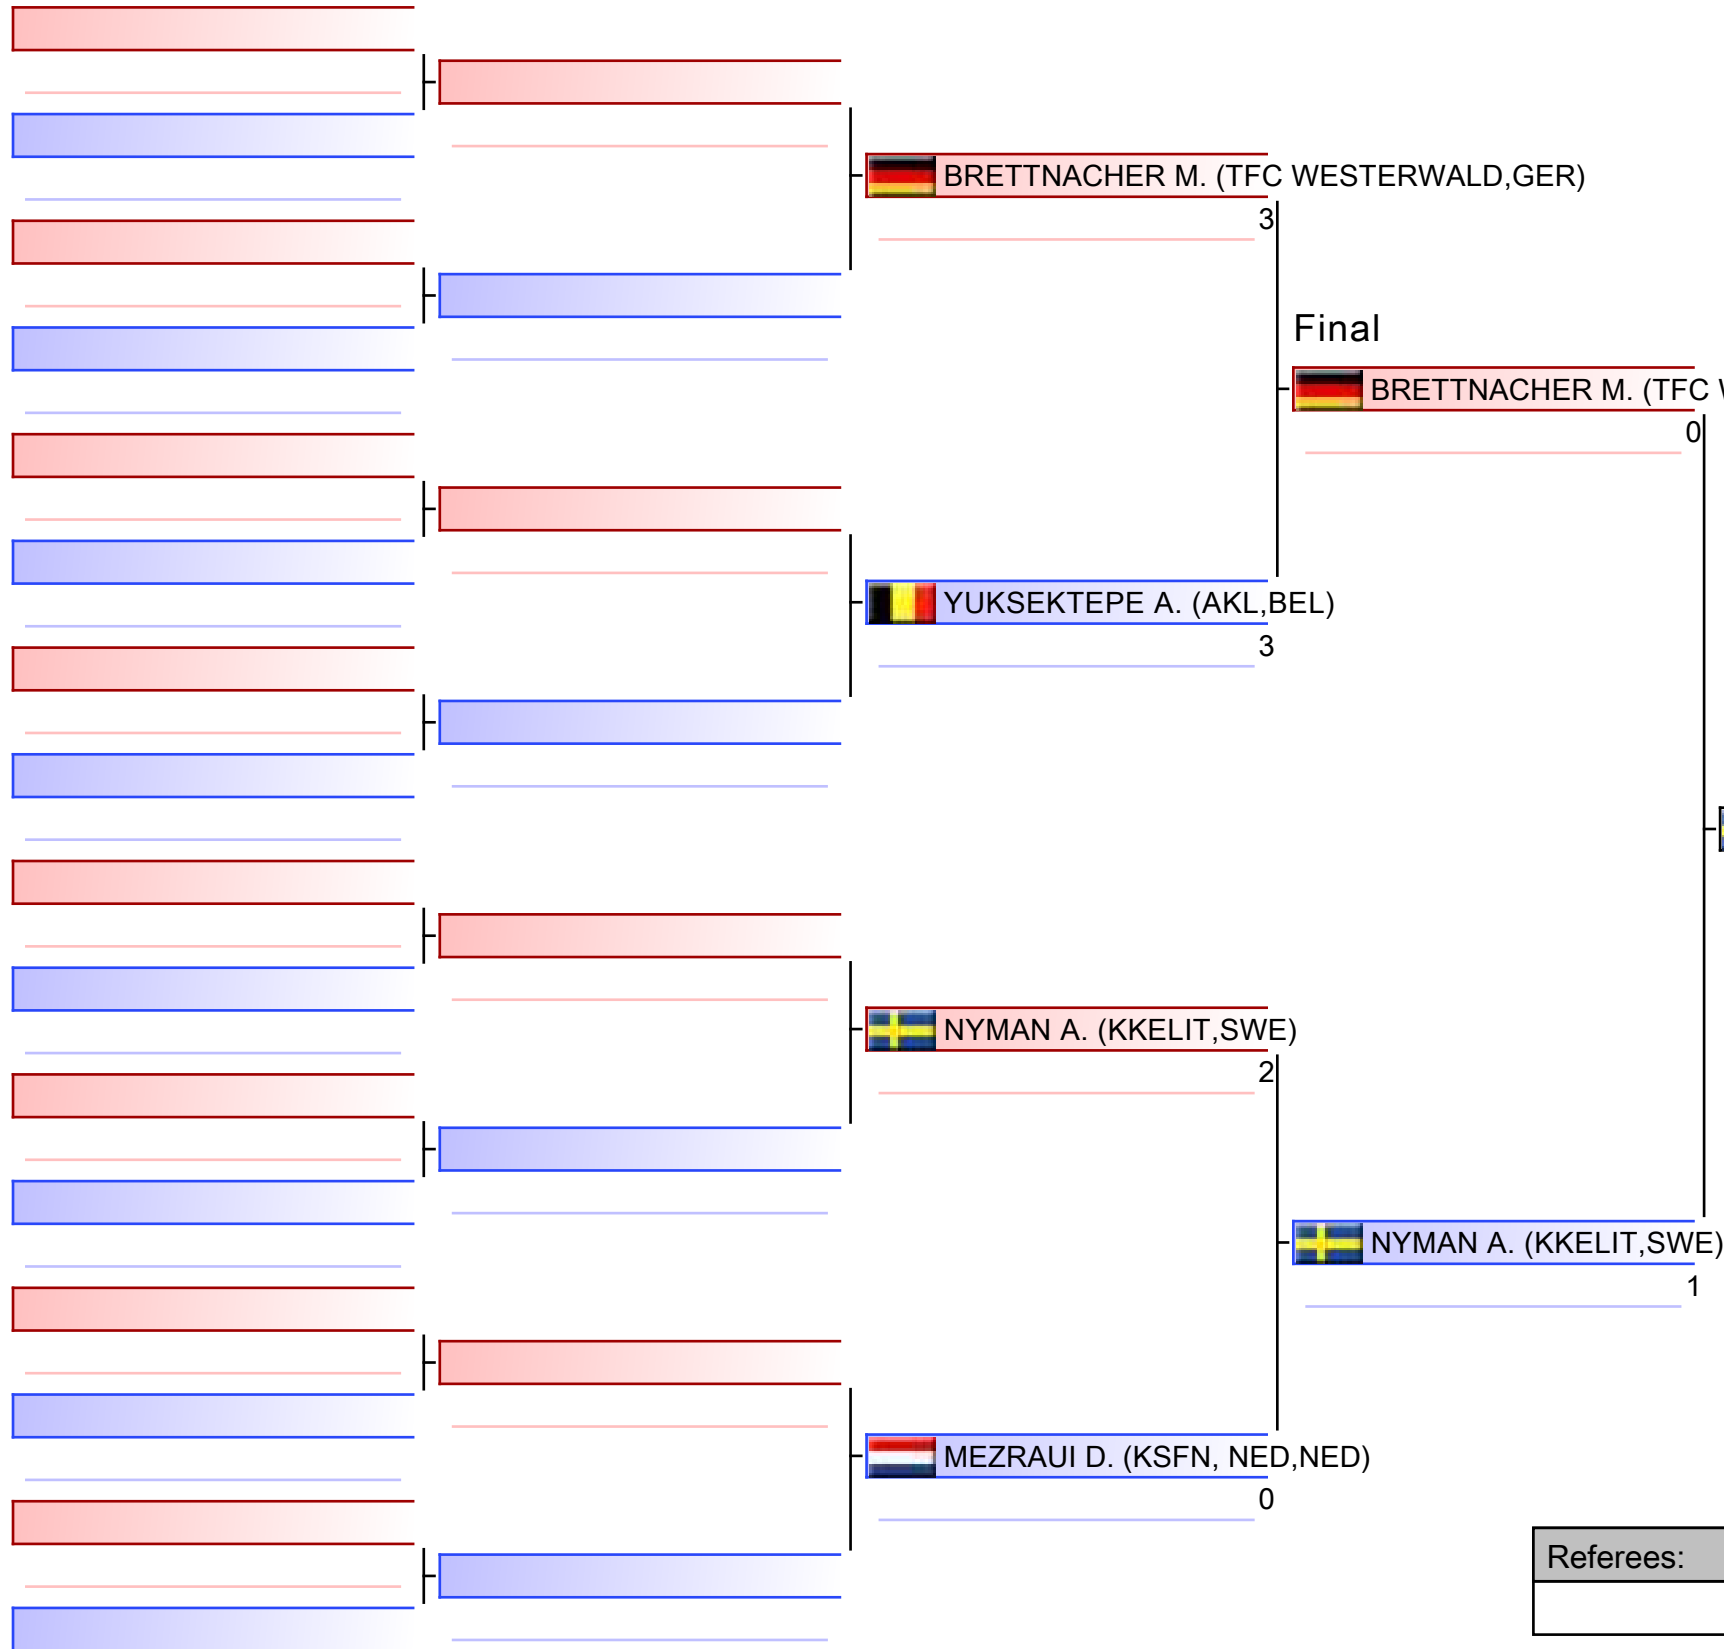 BRETTNACHER M. (TFC WESTERWALD,GER)
3
Final
BRETTNACHER M. (TFC
0
YUKSEKTEPE A. (AKL,BEL)
3
NYMAN A. (KKELIT,SWE)
2
NYMAN A. (KKELIT,SWE)
1
MEZRAUI D. (KSFN, NED,NED)
0
Referees: